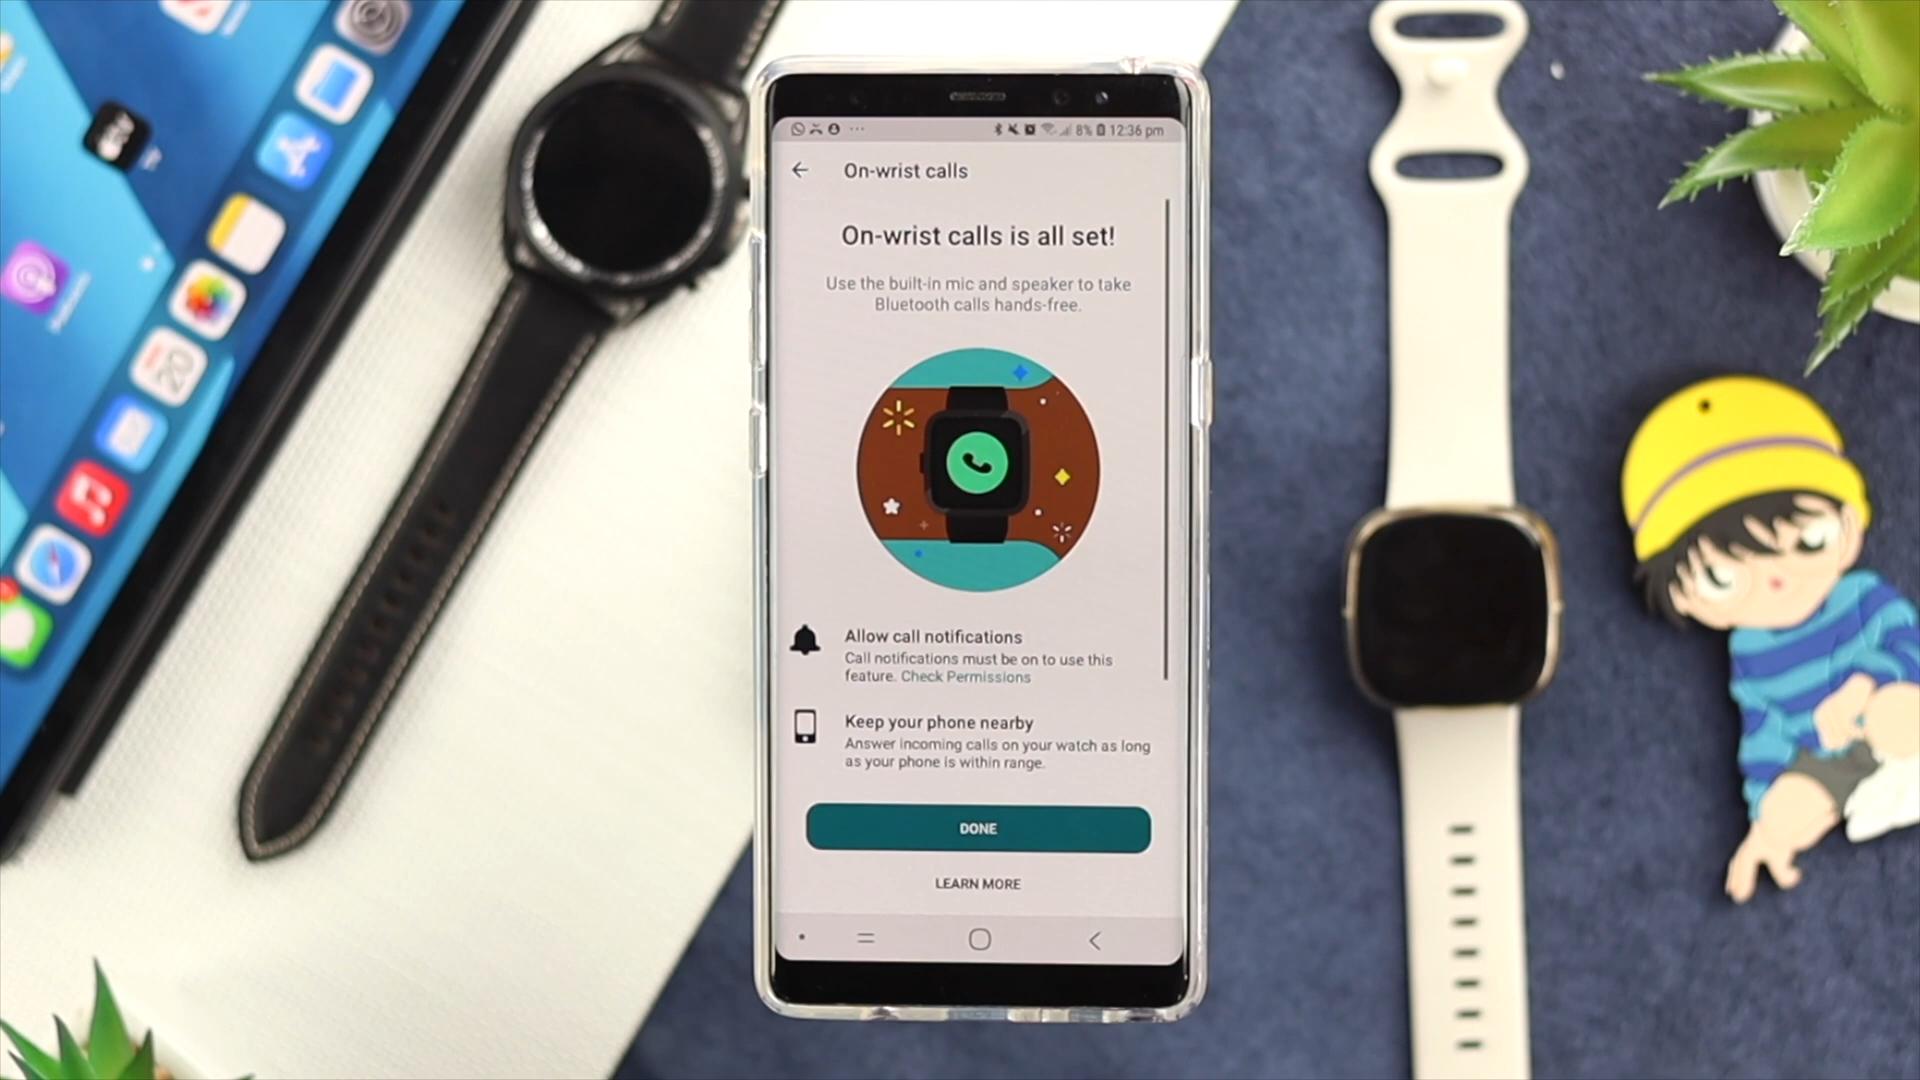 8% 12:36 pm
On-wrist calls
On-wrist calls is all set!
Use the built-in mic and speaker to take
Bluetooth calls hands-free.
Allow call notifications
Call notifications must be on to use this
feature. Check Permissions
Keep your phone nearby
Answer incoming calls on your watch as long
as your phone is within range.
DONE
LEARN MORE
tv
20
Podcasts